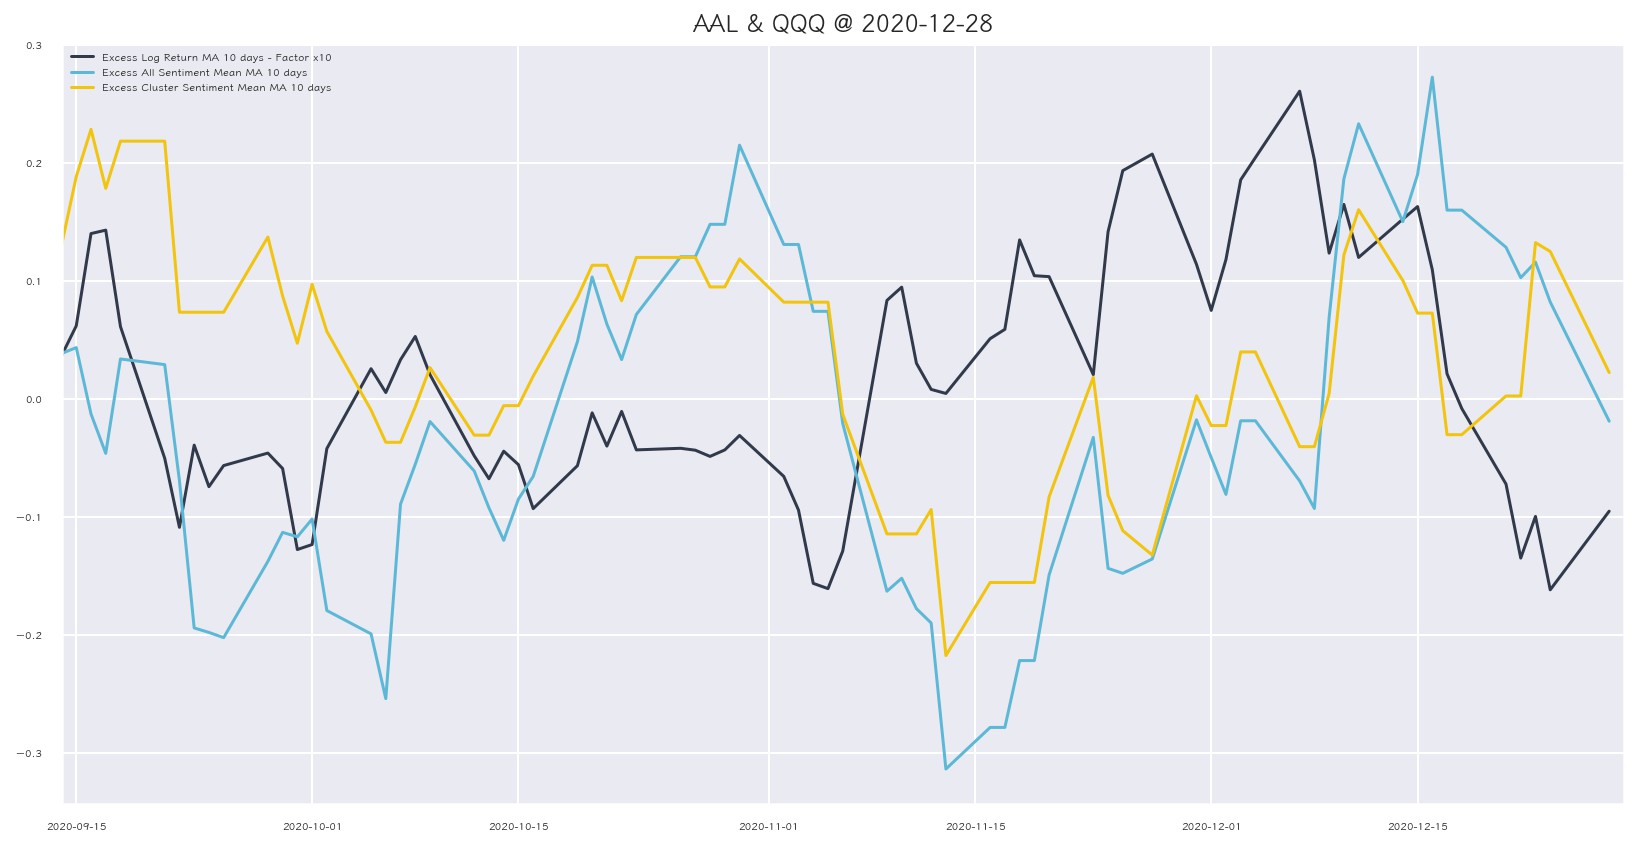 AAL & QQQ @ 2020-12-28
Excess Log Return MA 10 days - Factor x10
Excess All Sentiment Mean MA 10 days
Excess Cluster Sentiment Mean MA 10 days
0.3
0.2
0.1
0.0
−0.1
−0.2
−0.3
2020-09-15 2020-10-01 2020-10-15 2020-11-01 2020-11-15 2020-12-01 2020-12-15